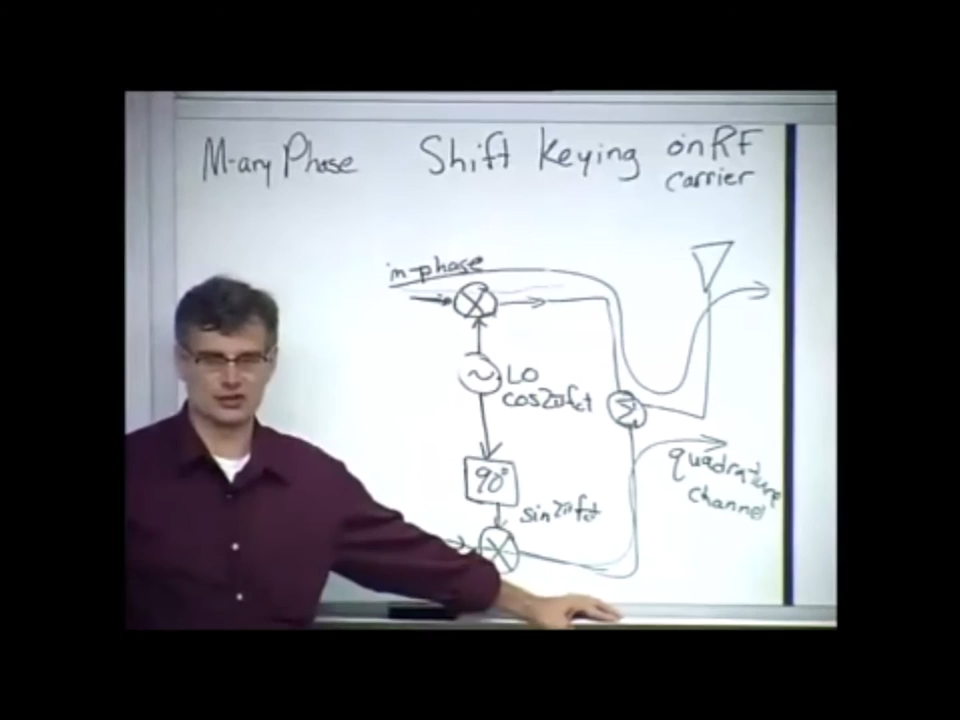 M-ary Phase Shift Keying on RF
carrier
in-phase
LO
cos2πfct
Σ
90°
quadrature
channel
sin2πfct